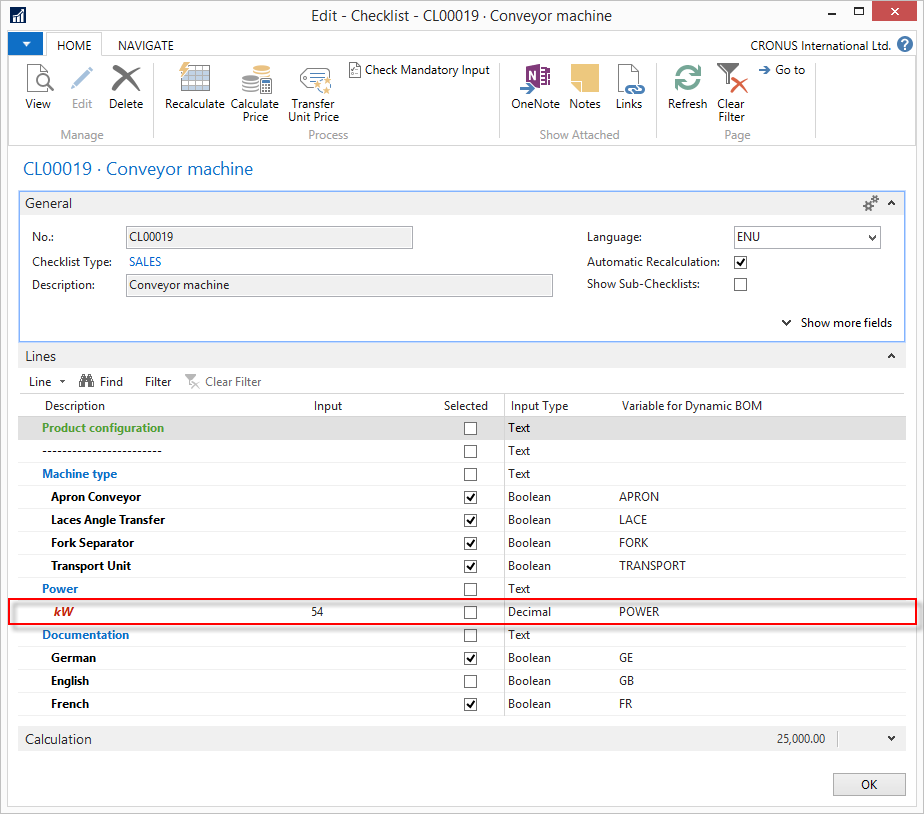 Edit - Checklist - CL00019 · Conveyor machine
HOME NAVIGATE CRONUS International Ltd. ?
View Edit Delete Recalculate Calculate Price Transfer Unit Price Check Mandatory Input OneNote Notes Links Refresh Clear Filter Go to
Manage Process Show Attached Page
CL00019 · Conveyor machine
General
No.: CL00019 Language: ENU
Checklist Type: SALES Automatic Recalculation:
Description: Conveyor machine Show Sub-Checklists:
Show more fields
Lines
Line Find Filter Clear Filter
Description Input Selected Input Type Variable for Dynamic BOM
Product configuration Text
------------------------ Text
Machine type Text
Apron Conveyor Boolean APRON
Laces Angle Transfer Boolean LACE
Fork Separator Boolean FORK
Transport Unit Boolean TRANSPORT
Power Text
kW 54 Decimal POWER
Documentation Text
German Boolean GE
English Boolean GB
French Boolean FR
Calculation 25,000.00
OK